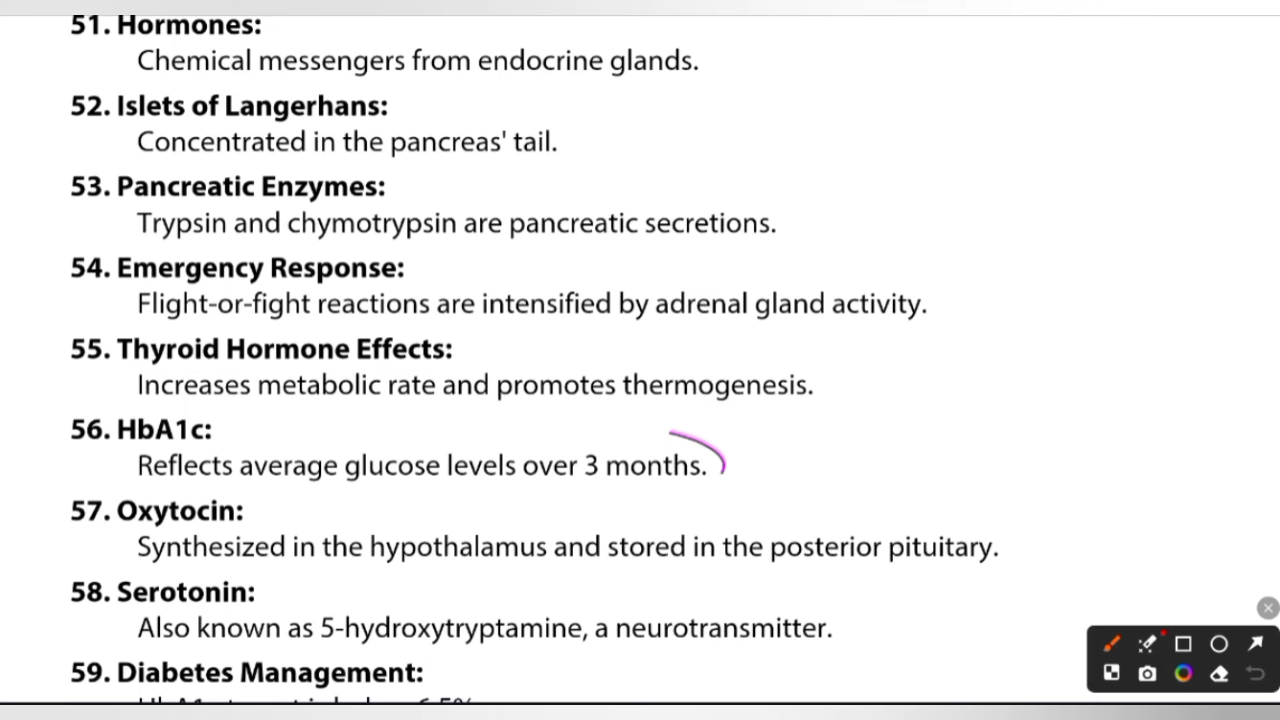 51. Hormones:
Chemical messengers from endocrine glands.
52. Islets of Langerhans:
Concentrated in the pancreas' tail.
53. Pancreatic Enzymes:
Trypsin and chymotrypsin are pancreatic secretions.
54. Emergency Response:
Flight-or-fight reactions are intensified by adrenal gland activity.
55. Thyroid Hormone Effects:
Increases metabolic rate and promotes thermogenesis.
56. HbA1c:
Reflects average glucose levels over 3 months.
57. Oxytocin:
Synthesized in the hypothalamus and stored in the posterior pituitary.
58. Serotonin:
Also known as 5-hydroxytryptamine, a neurotransmitter.
59. Diabetes Management: